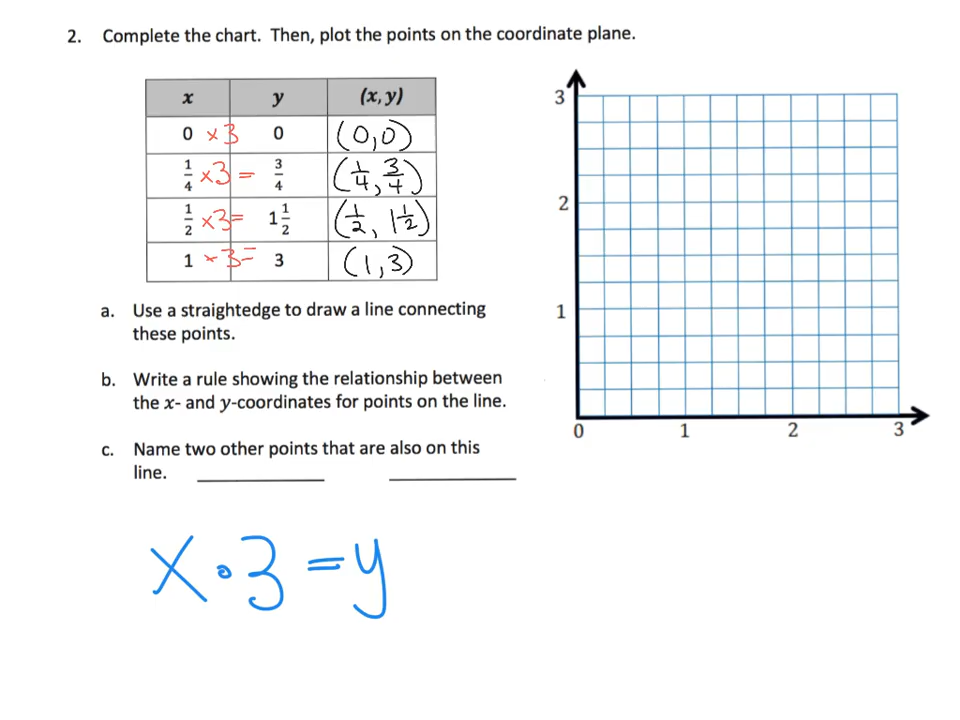 2. Complete the chart. Then, plot the points on the coordinate plane.
x y (x, y)
0 × 3 0 (0,0)
1/4 ×3 = 3/4 (1/4, 3/4)
1/2 ×3= 1 1/2 (1/2, 1 1/2)
1 ×3= 3 (1,3)
a. Use a straightedge to draw a line connecting
these points.
b. Write a rule showing the relationship between
the x- and y-coordinates for points on the line.
c. Name two other points that are also on this
line. ____________ ____________
3
2
1
0 1 2 3
x • 3 = y